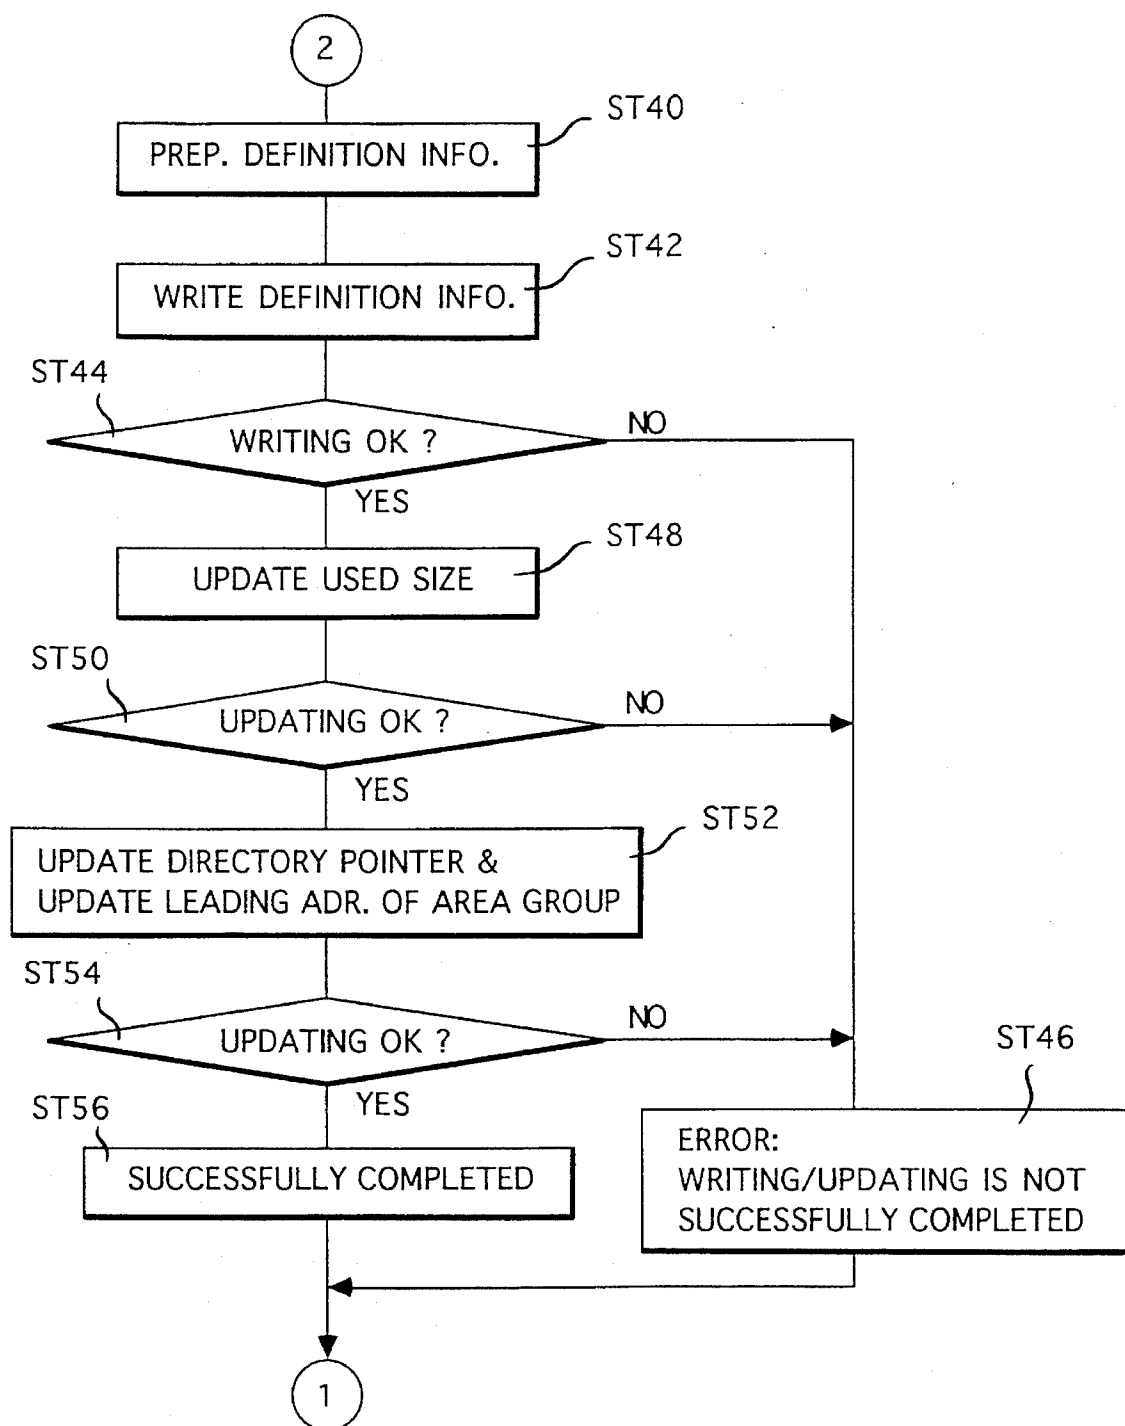 2
ST40
PREP. DEFINITION INFO.
ST42
WRITE DEFINITION INFO.
ST44
WRITING OK ?
NO
YES
ST48
UPDATE USED SIZE
ST50
UPDATING OK ?
NO
YES
ST52
UPDATE DIRECTORY POINTER &
UPDATE LEADING ADR. OF AREA GROUP
ST54
UPDATING OK ?
NO
YES
ST46
ERROR:
WRITING/UPDATING IS NOT
SUCCESSFULLY COMPLETED
ST56
SUCCESSFULLY COMPLETED
1